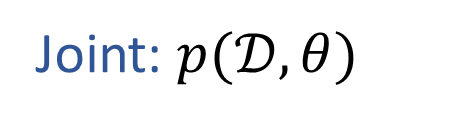 Joint: 𝑝(𝒟, 𝜃)